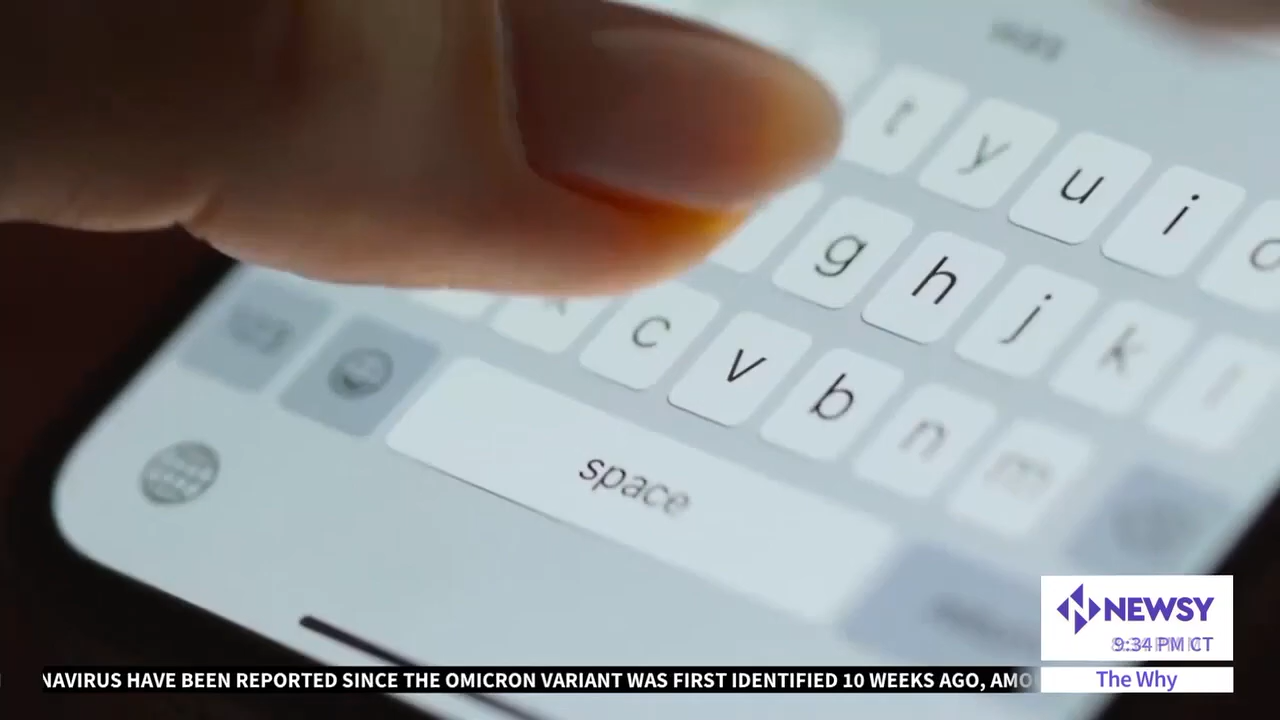 t y u i o
g h j k l
c v b n m
space
NEWSY
9:34 PM CT
NAVIRUS HAVE BEEN REPORTED SINCE THE OMICRON VARIANT WAS FIRST IDENTIFIED 10 WEEKS AGO, AMO
The Why